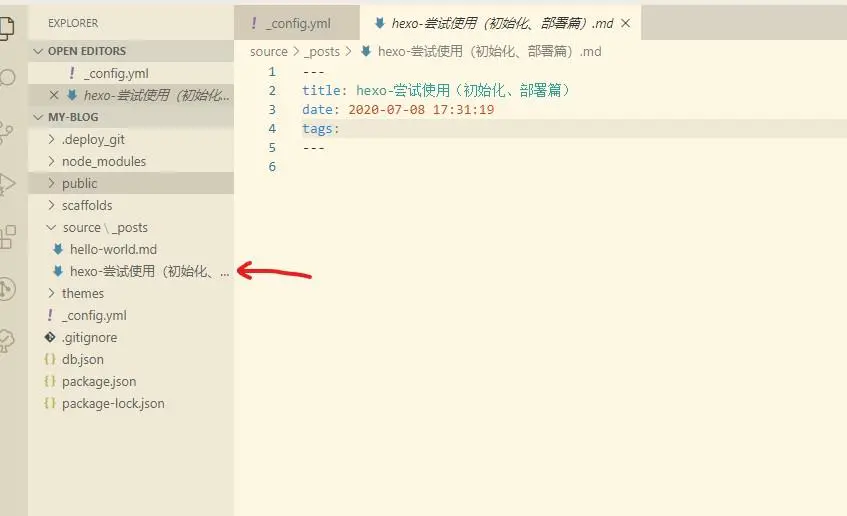 EXPLORER
OPEN EDITORS
! _config.yml
× hexo-尝试使用（初始化、...
MY-BLOG
.deploy_git
node_modules
public
scaffolds
source \ _posts
hello-world.md
hexo-尝试使用（初始化、...
themes
! _config.yml
.gitignore
{} db.json
{} package.json
{} package-lock.json
! _config.yml
hexo-尝试使用（初始化、部署篇）.md ×
source > _posts > hexo-尝试使用（初始化、部署篇）.md
1 ---
2 title: hexo-尝试使用（初始化、部署篇）
3 date: 2020-07-08 17:31:19
4 tags:
5 ---
6